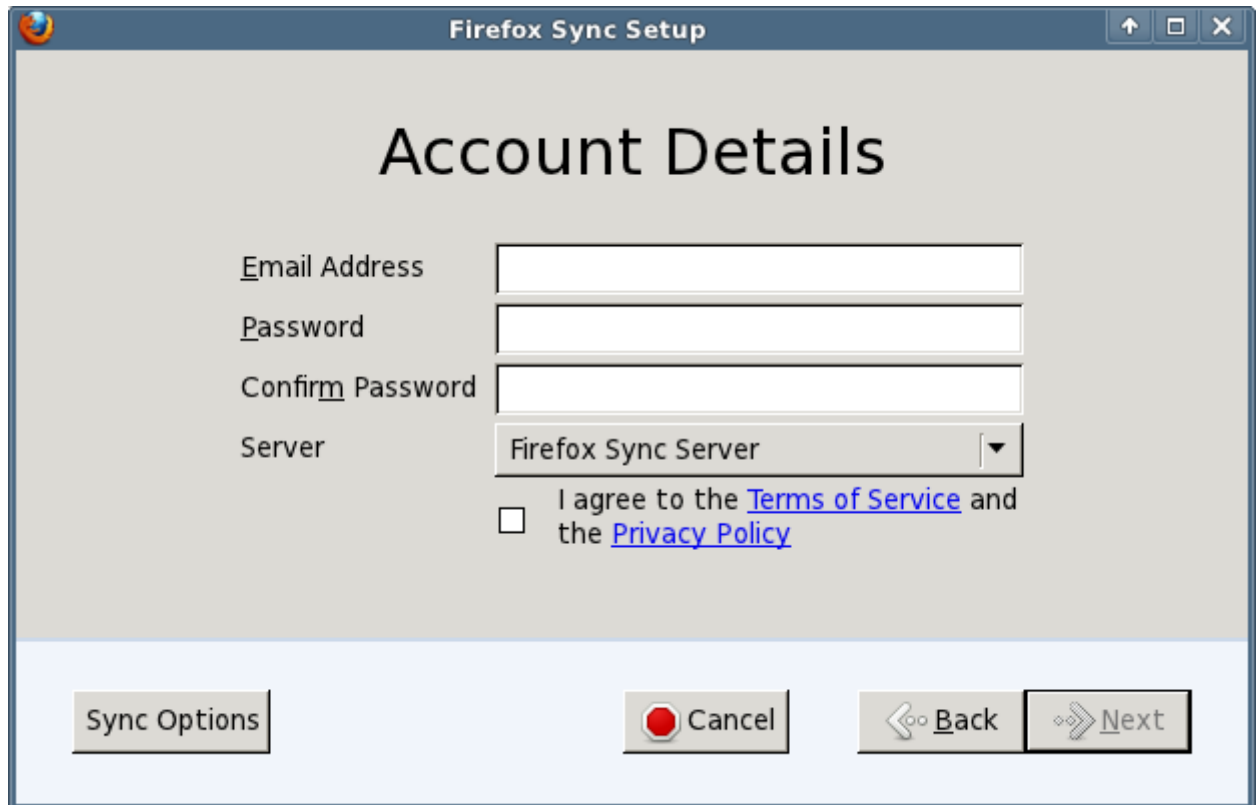 Firefox Sync Setup
Account Details
Email Address
Password
Confirm Password
Server
Firefox Sync Server
I agree to the Terms of Service and
the Privacy Policy
Sync Options
Cancel
Back
Next